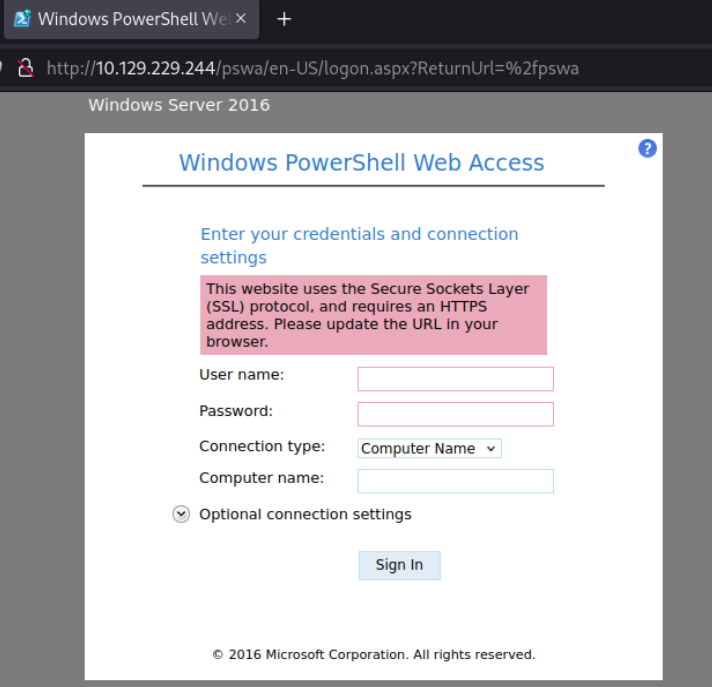 Windows PowerShell We
http://10.129.229.244/pswa/en-US/logon.aspx?ReturnUrl=%2fpswa
Windows Server 2016
?
Windows PowerShell Web Access
Enter your credentials and connection
settings
This website uses the Secure Sockets Layer
(SSL) protocol, and requires an HTTPS
address. Please update the URL in your
browser.
User name:
Password:
Connection type: Computer Name
Computer name:
Optional connection settings
Sign In
© 2016 Microsoft Corporation. All rights reserved.